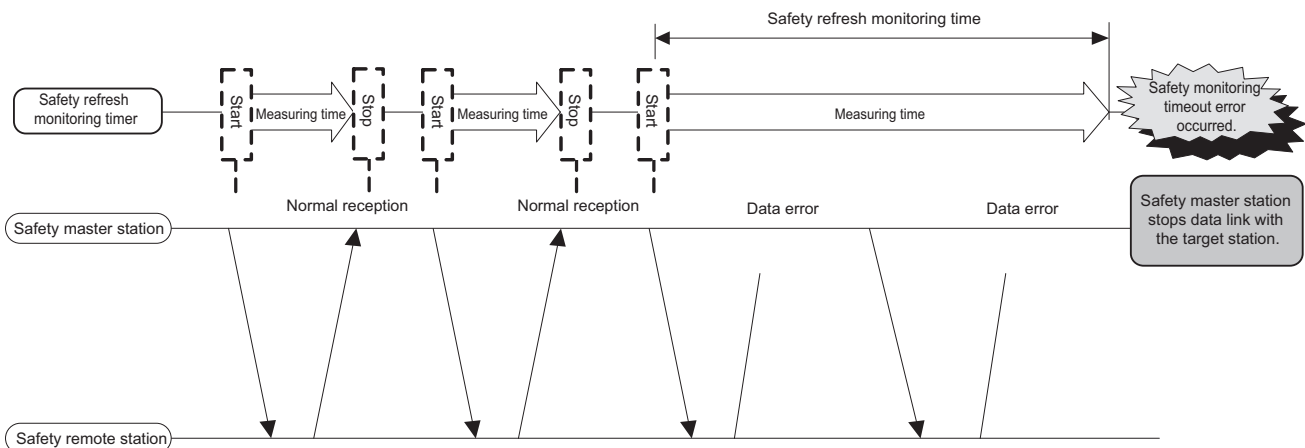 Safety refresh monitoring time
Safety refresh
monitoring timer
Start
Measuring time
Stop
Start
Measuring time
Stop
Start
Measuring time
Safety monitoring
timeout error
occurred.
Normal reception
Normal reception
Data error
Data error
Safety master station
Safety master station
stops data link with
the target station.
Safety remote station